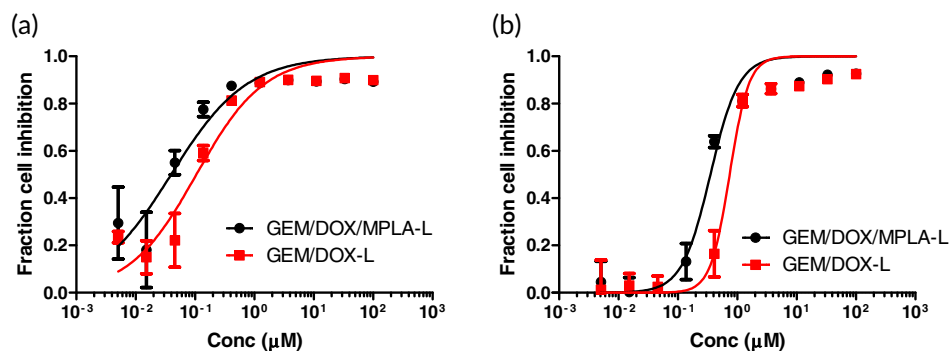 (a)
Fraction cell inhibition
1.0
0.8
0.6
0.4
0.2
0.0
GEM/DOX/MPLA-L
GEM/DOX-L
10⁻³ 10⁻² 10⁻¹ 10⁰ 10¹ 10² 10³
Conc (μM)
(b)
Fraction cell inhibition
1.0
0.8
0.6
0.4
0.2
0.0
GEM/DOX/MPLA-L
GEM/DOX-L
10⁻³ 10⁻² 10⁻¹ 10⁰ 10¹ 10² 10³
Conc (μM)